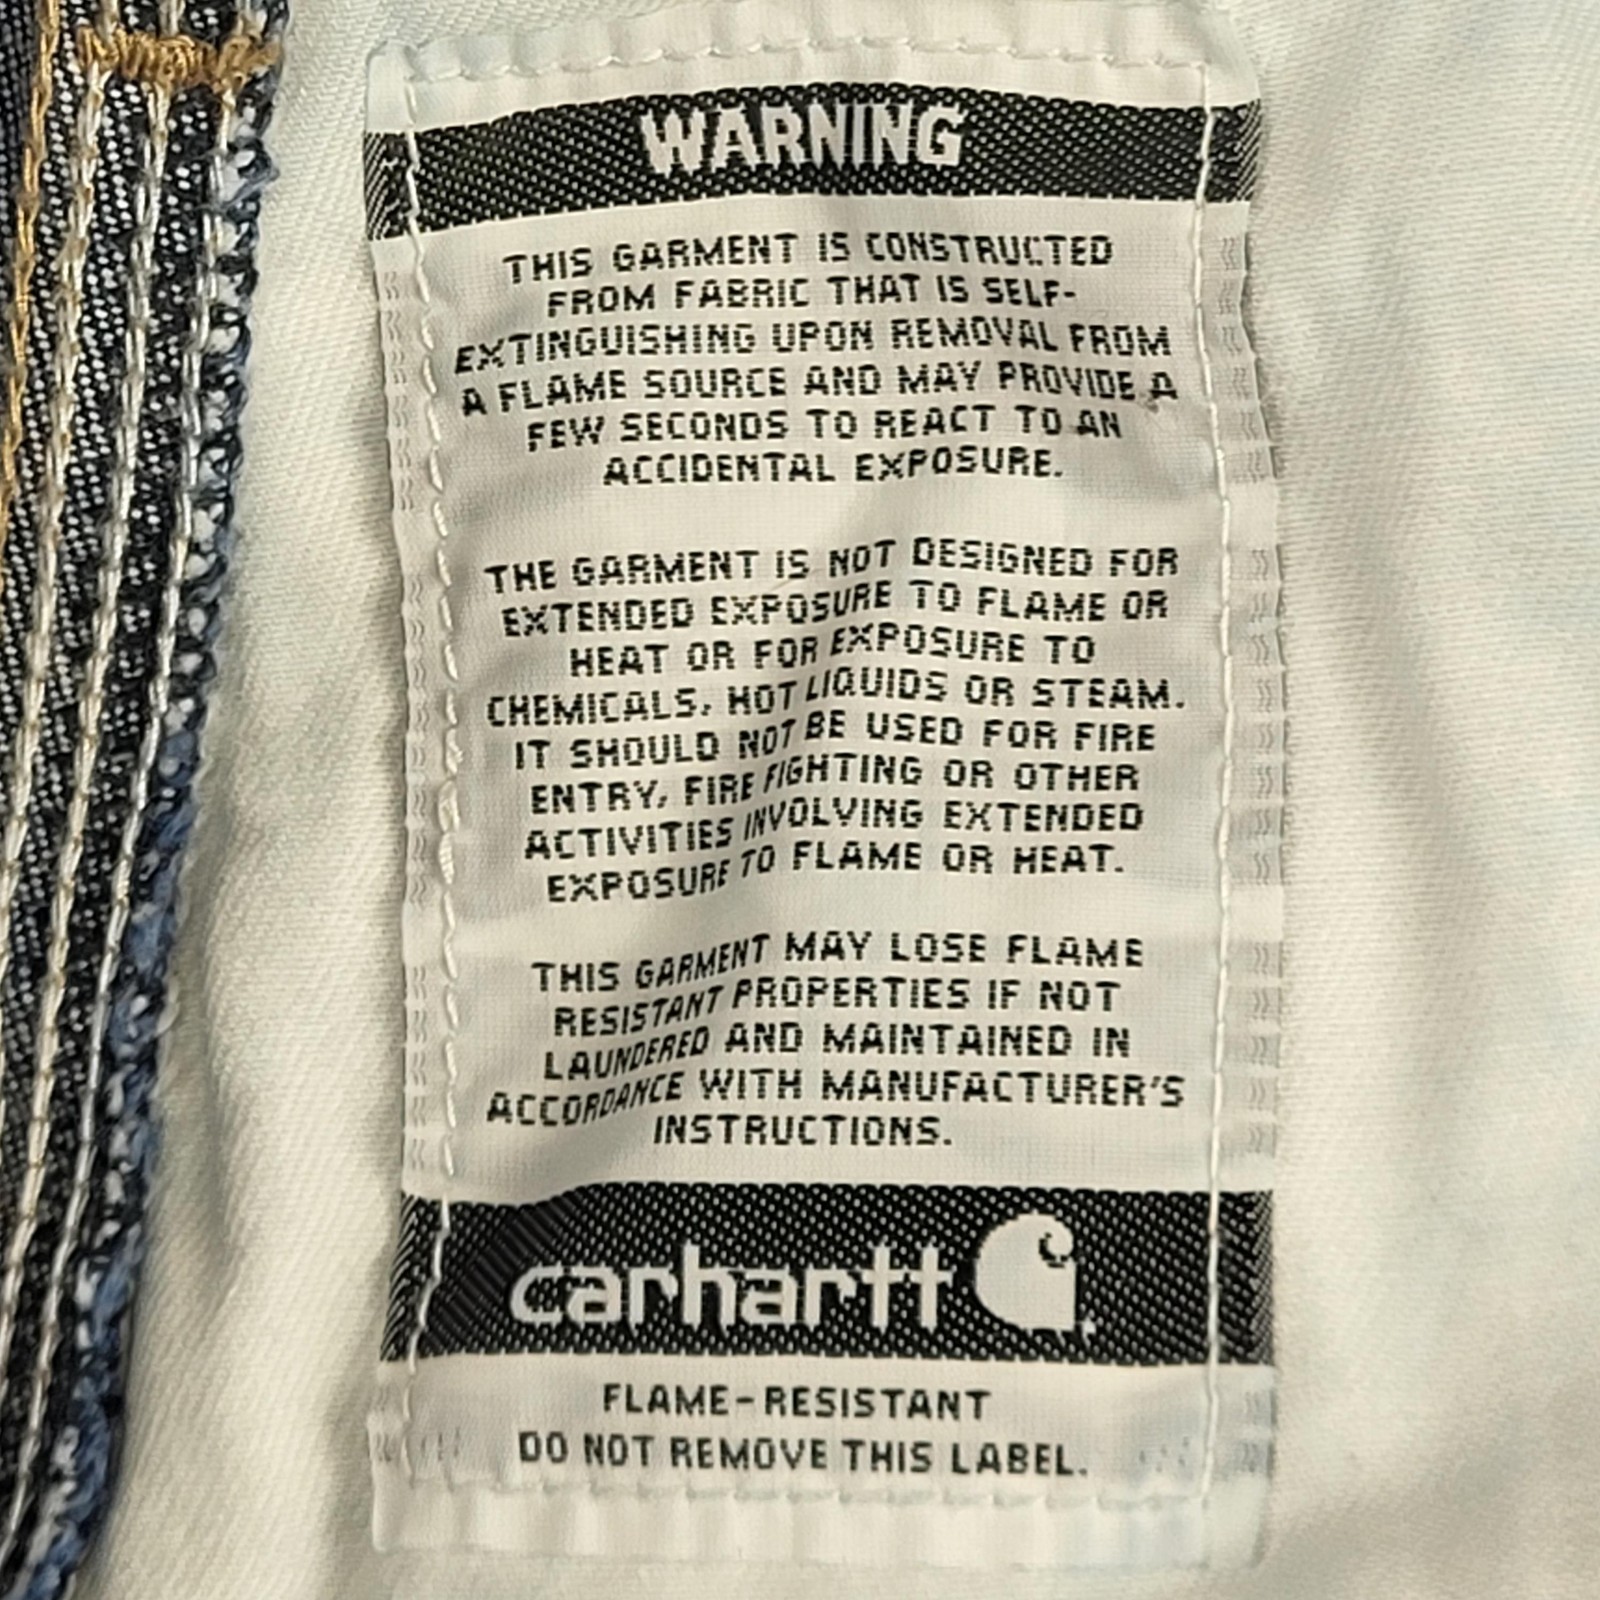 WARNING
THIS GARMENT IS CONSTRUCTED
FROM FABRIC THAT IS SELF-
EXTINGUISHING UPON REMOVAL FROM
A FLAME SOURCE AND MAY PROVIDE A
FEW SECONDS TO REACT TO AN
ACCIDENTAL EXPOSURE.
THE GARMENT IS NOT DESIGNED FOR
EXTENDED EXPOSURE TO FLAME OR
HEAT OR FOR EXPOSURE TO
CHEMICALS, HOT LIQUIDS OR STEAM.
IT SHOULD NOT BE USED FOR FIRE
ENTRY, FIRE FIGHTING OR OTHER
ACTIVITIES INVOLVING EXTENDED
EXPOSURE TO FLAME OR HEAT.
THIS GARMENT MAY LOSE FLAME
RESISTANT PROPERTIES IF NOT
LAUNDERED AND MAINTAINED IN
ACCORDANCE WITH MANUFACTURER'S
INSTRUCTIONS.
carhartt
FLAME-RESISTANT
DO NOT REMOVE THIS LABEL.